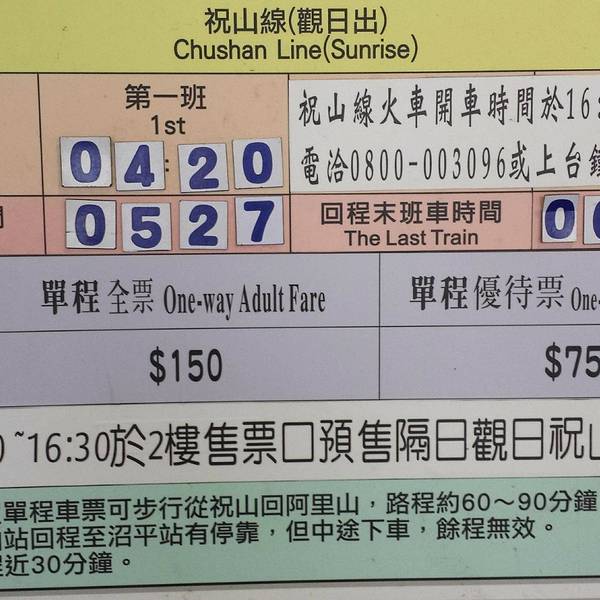 祝山線(觀日出)
Chushan Line(Sunrise)
第一班
1st
04:20
祝山線火車開車時間於16:
電洽0800-003096或上台鐵
0527
回程末班車時間
The Last Train
0
單程 全票 One-way Adult Fare
單程 優待票 One-
$150
$75
0 ~16:30於2樓售票口預售隔日觀日祝山
單程車票可步行從祝山回阿里山，路程約60～90分鐘
站回程至沼平站有停靠，但中途下車，餘程無效。
近30分鐘。